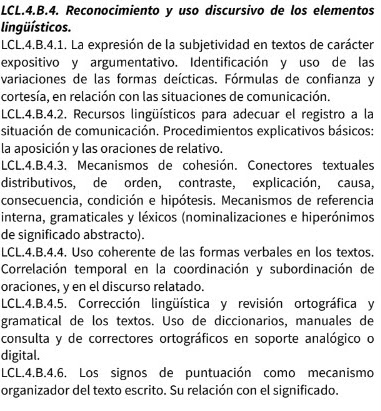 LCL.4.B.4. Reconocimiento y uso discursivo de los elementos
lingüísticos.
LCL.4.B.4.1. La expresión de la subjetividad en textos de carácter
expositivo y argumentativo. Identificación y uso de las
variaciones de las formas deícticas. Fórmulas de confianza y
cortesía, en relación con las situaciones de comunicación.
LCL.4.B.4.2. Recursos lingüísticos para adecuar el registro a la
situación de comunicación. Procedimientos explicativos básicos:
la aposición y las oraciones de relativo.
LCL.4.B.4.3. Mecanismos de cohesión. Conectores textuales
distributivos, de orden, contraste, explicación, causa,
consecuencia, condición e hipótesis. Mecanismos de referencia
interna, gramaticales y léxicos (nominalizaciones e hiperónimos
de significado abstracto).
LCL.4.B.4.4. Uso coherente de las formas verbales en los textos.
Correlación temporal en la coordinación y subordinación de
oraciones, y en el discurso relatado.
LCL.4.B.4.5. Corrección lingüística y revisión ortográfica y
gramatical de los textos. Uso de diccionarios, manuales de
consulta y de correctores ortográficos en soporte analógico o
digital.
LCL.4.B.4.6. Los signos de puntuación como mecanismo
organizador del texto escrito. Su relación con el significado.